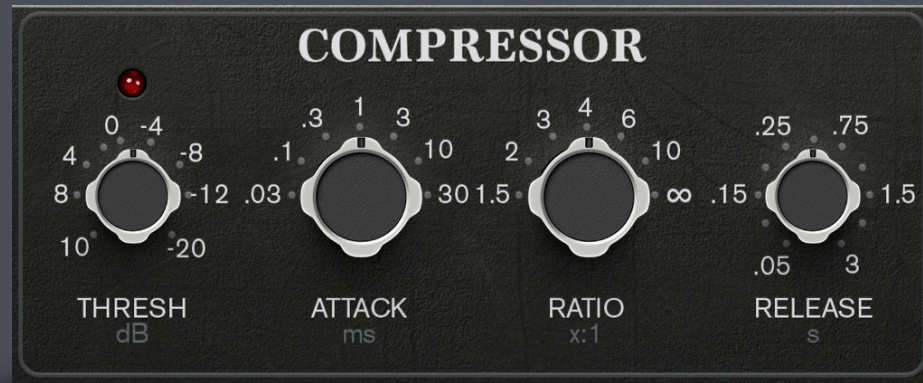 COMPRESSOR
0 -4
4 -8
8 -12
10 -20
THRESH
dB
.3 1 3
.1 10
.03 30
ATTACK
ms
3 4 6
2 10
1.5 ∞
RATIO
x:1
.25 .75
.15 1.5
.05 3
RELEASE
s